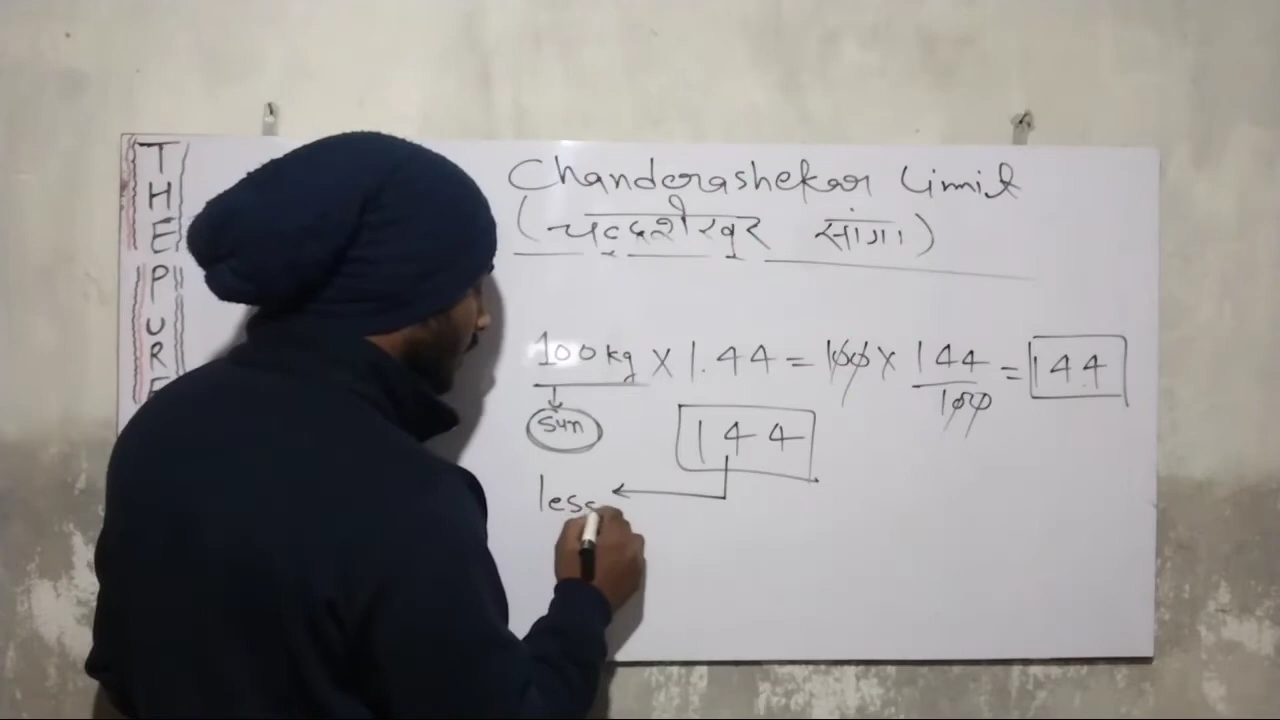 THE PURE
Chanderashekar Limit
(चन्द्रशेखर सांगा)
100kg X 1.44 = 100 X 144/100 = 144
Sun
144
less